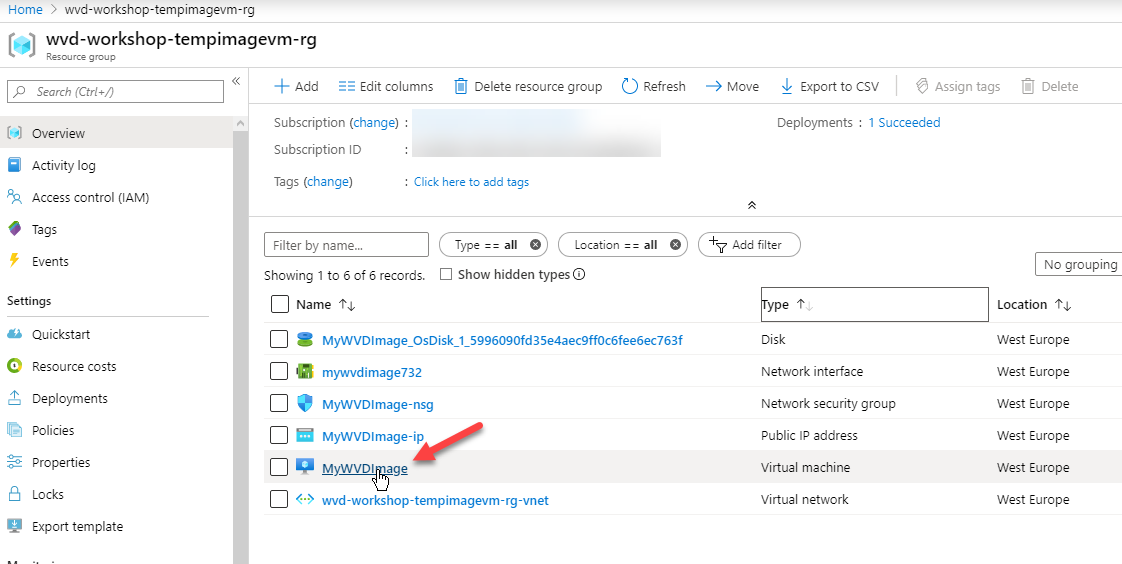 Home > wvd-workshop-tempimagevm-rg
wvd-workshop-tempimagevm-rg
Resource group
Search (Ctrl+/)
«
Overview
Activity log
Access control (IAM)
Tags
Events
Settings
Quickstart
Resource costs
Deployments
Policies
Properties
Locks
Export template
Add Edit columns Delete resource group Refresh Move Export to CSV Assign tags Delete
Subscription (change) :
Deployments : 1 Succeeded
Subscription ID :
Tags (change) : Click here to add tags
Filter by name...
Type == all
Location == all
Add filter
Showing 1 to 6 of 6 records.
Show hidden types
No grouping
Name Type Location
MyWVDImage_OsDisk_1_5996090fd35e4aec9ff0c6fee6ec763f Disk West Europe
mywvdimage732 Network interface West Europe
MyWVDImage-nsg Network security group West Europe
MyWVDImage-ip Public IP address West Europe
MyWVDImage Virtual machine West Europe
wvd-workshop-tempimagevm-rg-vnet Virtual network West Europe